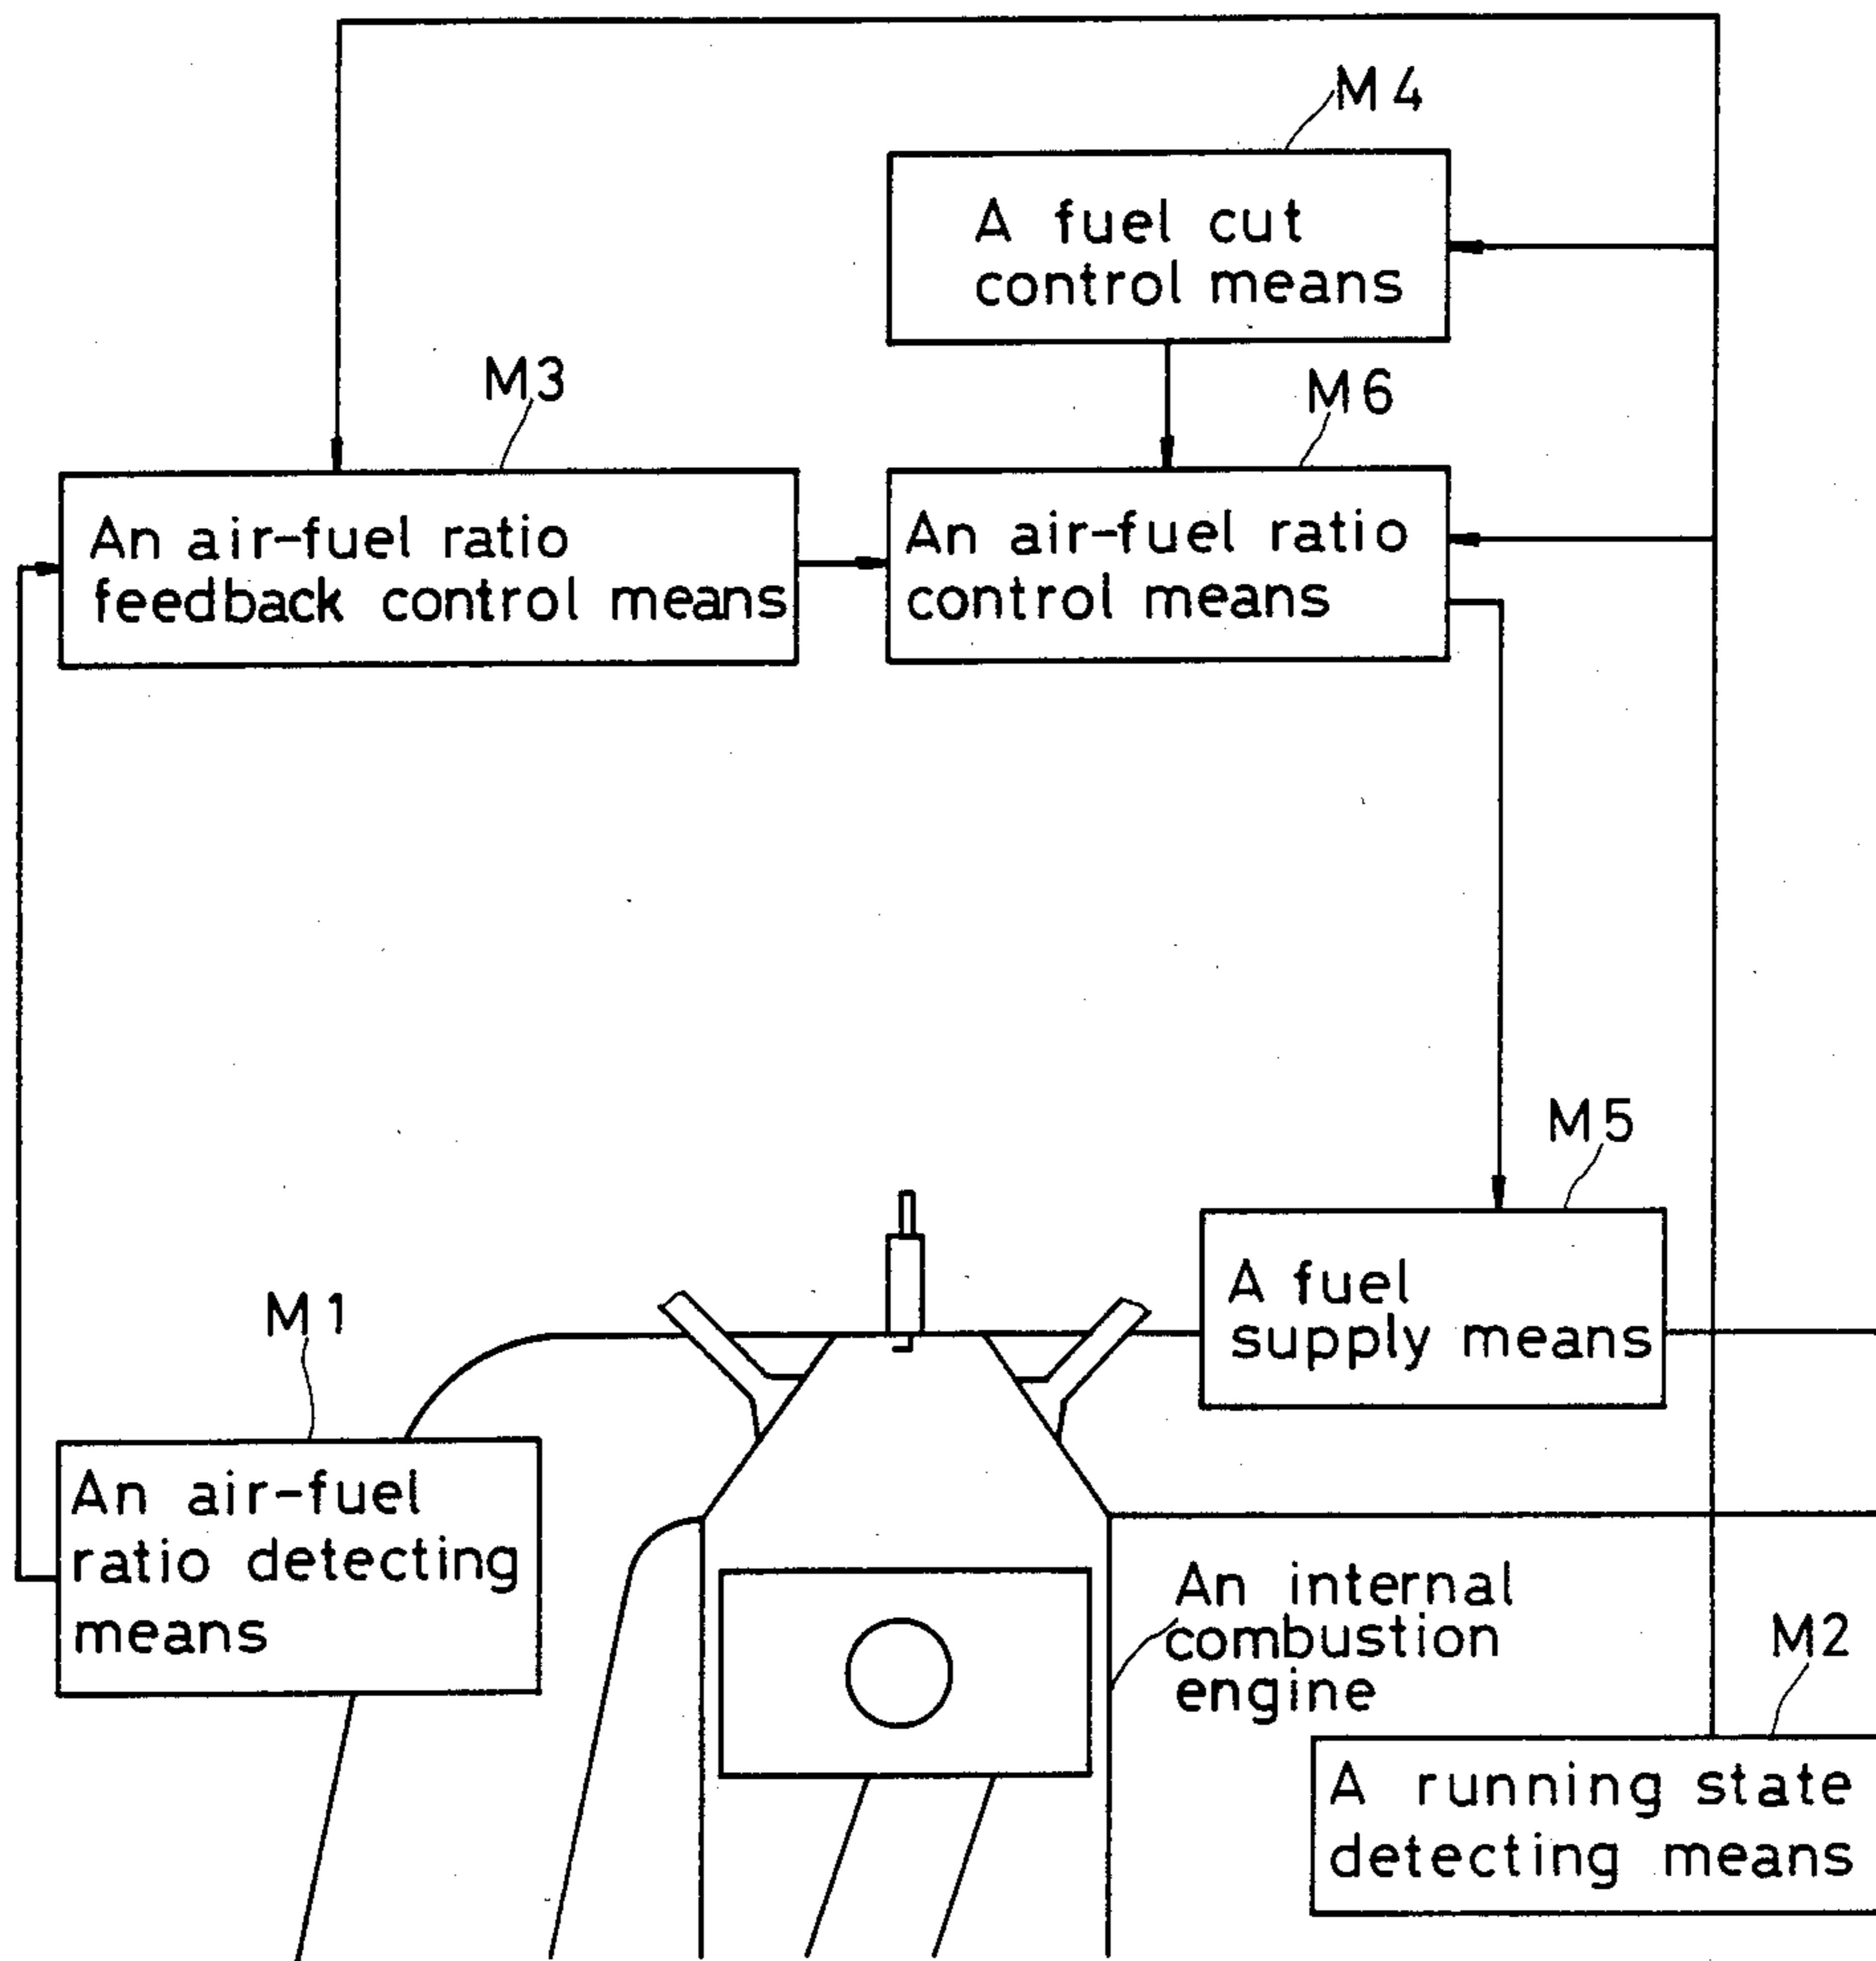 M4
A fuel cut
control means
M3
M6
An air-fuel ratio
feedback control means
An air-fuel ratio
control means
M5
A fuel
supply means
M1
An air-fuel
ratio detecting
means
An internal
combustion
engine
M2
A running state
detecting means